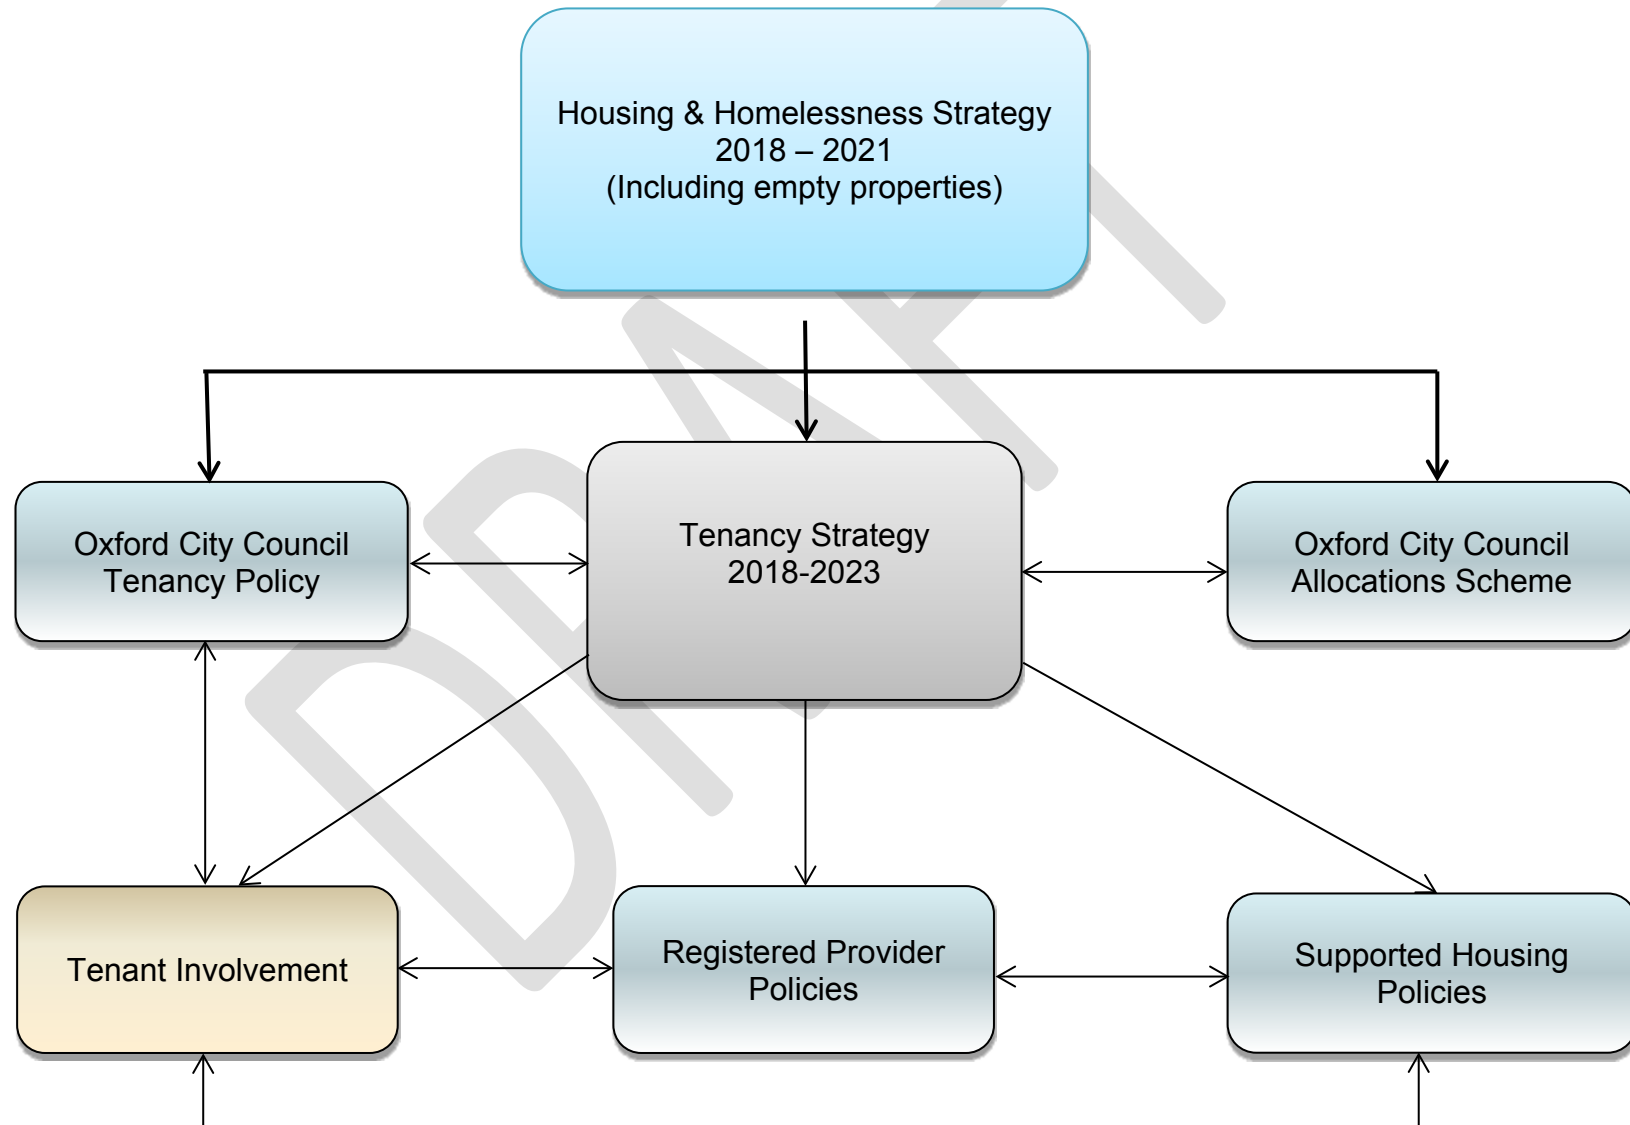 Housing & Homelessness Strategy
2018 – 2021
(Including empty properties)
Oxford City Council
Tenancy Policy
Tenancy Strategy
2018-2023
Oxford City Council
Allocations Scheme
Tenant Involvement
Registered Provider
Policies
Supported Housing
Policies
DRAFT